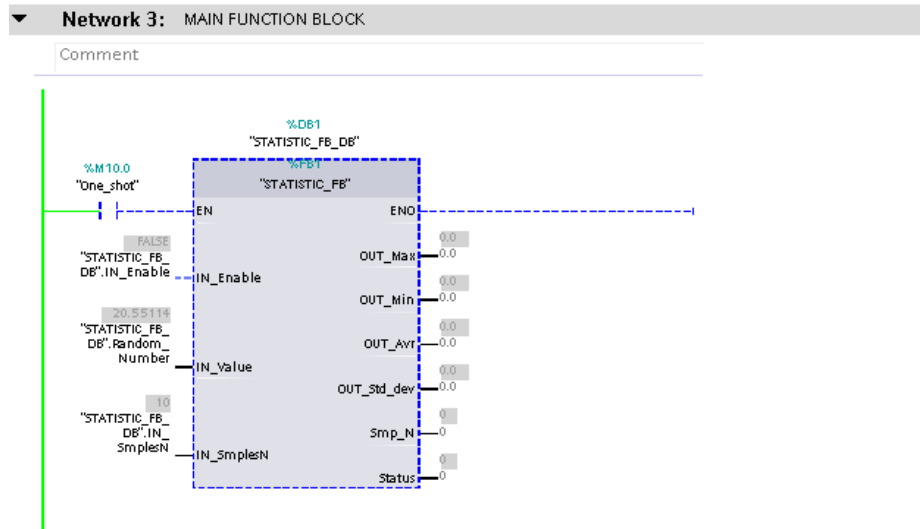 Network 3: MAIN FUNCTION BLOCK
Comment
%DB1
"STATISTIC_FB_DB"
%M10.0
"One_shot"
%FB1
"STATISTIC_FB"
EN
ENO
FALSE
"STATISTIC_FB_
DB".IN_Enable
IN_Enable
20.55114
"STATISTIC_FB_
DB".Random_
Number
IN_Value
10
"STATISTIC_FB_
DB".IN_
SmplesN
IN_SmplesN
0.0
OUT_Max
0.0
0.0
OUT_Min
0.0
0.0
OUT_Avr
0.0
0.0
OUT_Std_dev
0.0
0
Smp_N
0
0
Status
0